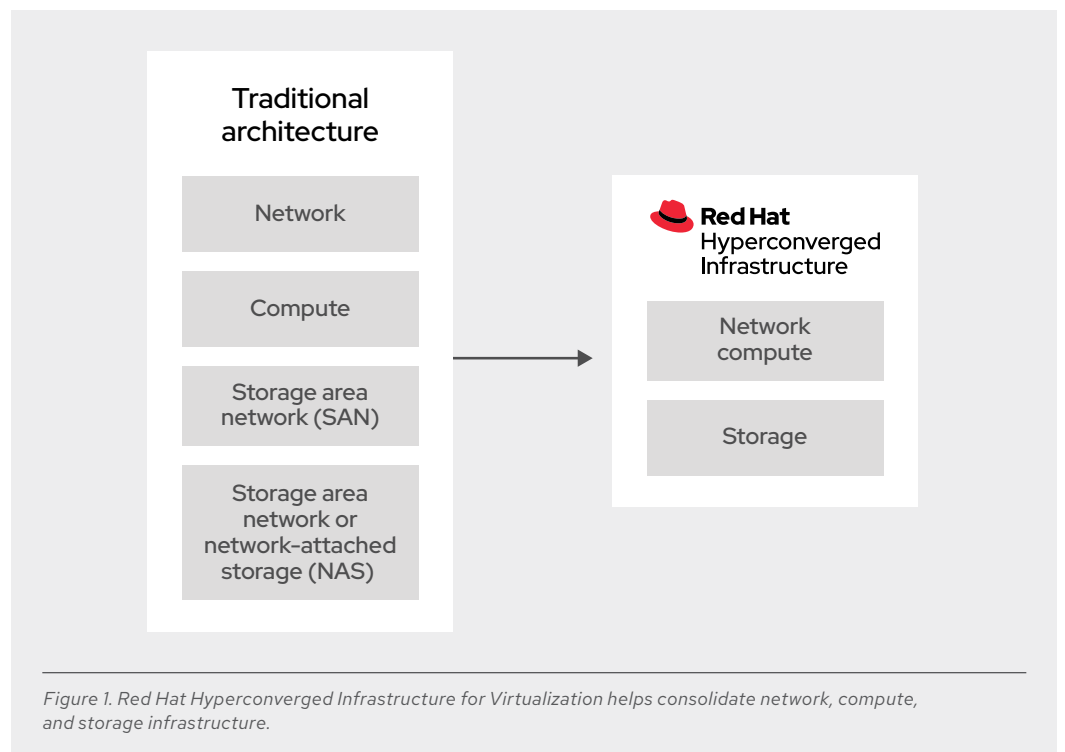 Traditional
architecture
Network
Compute
Storage area
network (SAN)
Storage area
network or
network-attached
storage (NAS)
Red Hat
Hyperconverged
Infrastructure
Network
compute
Storage
Figure 1. Red Hat Hyperconverged Infrastructure for Virtualization helps consolidate network, compute,
and storage infrastructure.